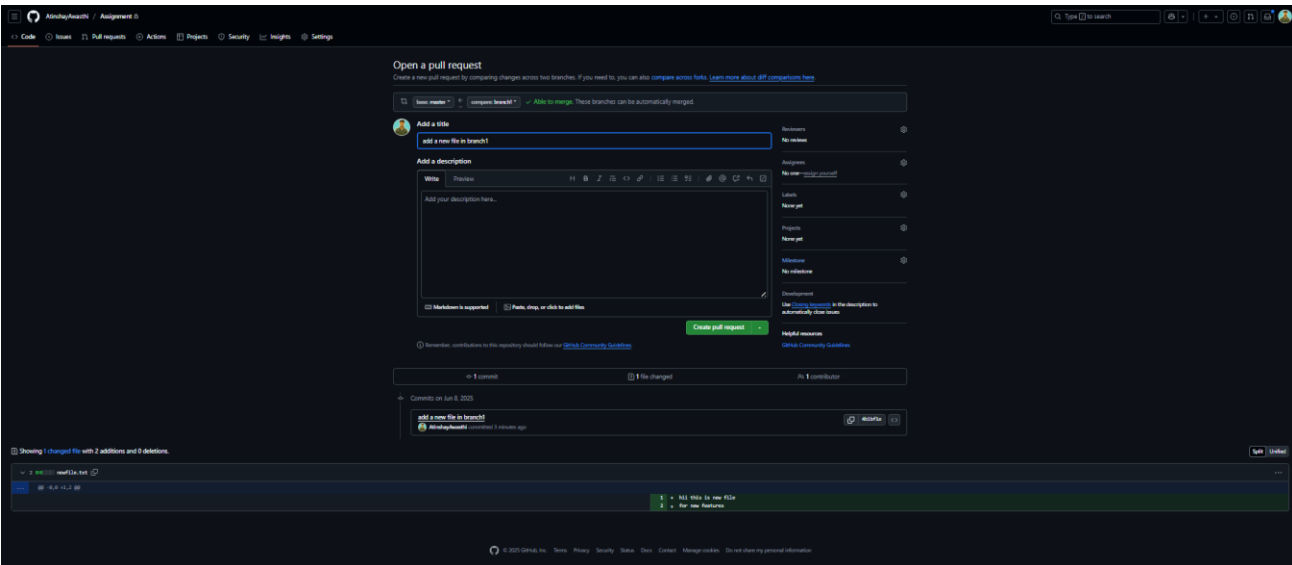 AtinshayAwasthi / Assignment
Type / to search
Code Issues Pull requests Actions Projects Security Insights Settings
Open a pull request
Create a new pull request by comparing changes across two branches. If you need to, you can also compare across forks. Learn more about diff comparisons here.
base: master compare: branch1 Able to merge. These branches can be automatically merged.
Add a title
add a new file in branch1
Add a description
Write Preview
Add your description here...
Markdown is supported Paste, drop, or click to add files
Create pull request
Remember, contributions to this repository should follow our GitHub Community Guidelines.
Reviewers
No reviews
Assignees
No one—assign yourself
Labels
None yet
Projects
None yet
Milestone
No milestone
Development
Use Closing keywords in the description to
automatically close issues
Helpful resources
GitHub Community Guidelines
1 commit 1 file changed 1 contributor
Commits on Jun 8, 2025
add a new file in branch1
AtinshayAwasthi committed 3 minutes ago
Showing 1 changed file with 2 additions and 0 deletions.
Split Unified
2 newfile.txt
@@ -0,0 +1,2 @@
1 + hii this is new file
2 + for new features
© 2025 GitHub, Inc. Terms Privacy Security Status Docs Contact Manage cookies Do not share my personal information